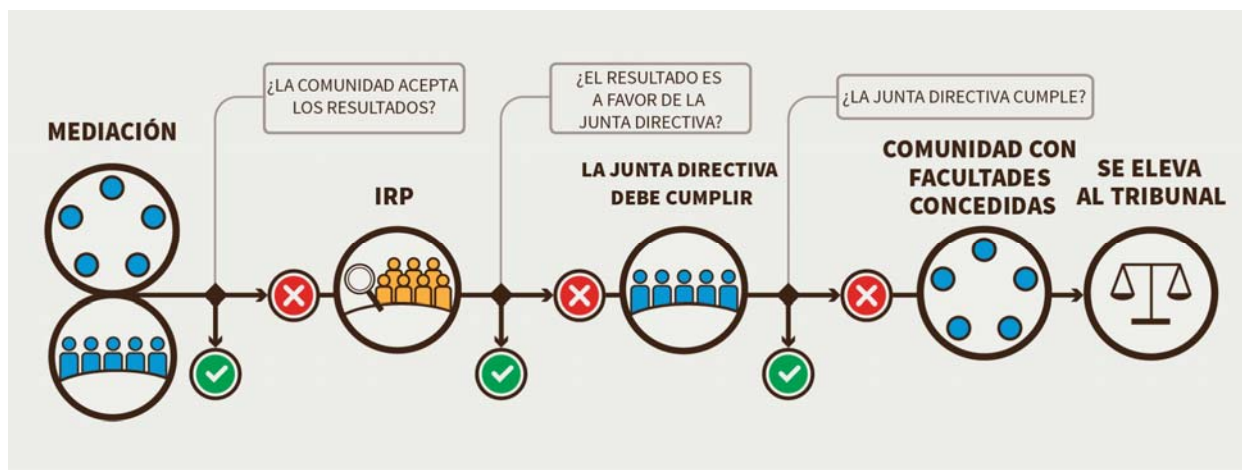 ¿LA COMUNIDAD ACEPTA
LOS RESULTADOS?
¿EL RESULTADO ES
A FAVOR DE LA
JUNTA DIRECTIVA?
¿LA JUNTA DIRECTIVA CUMPLE?
MEDIACIÓN
IRP
LA JUNTA DIRECTIVA
DEBE CUMPLIR
COMUNIDAD CON
FACULTADES
CONCEDIDAS
SE ELEVA
AL TRIBUNAL